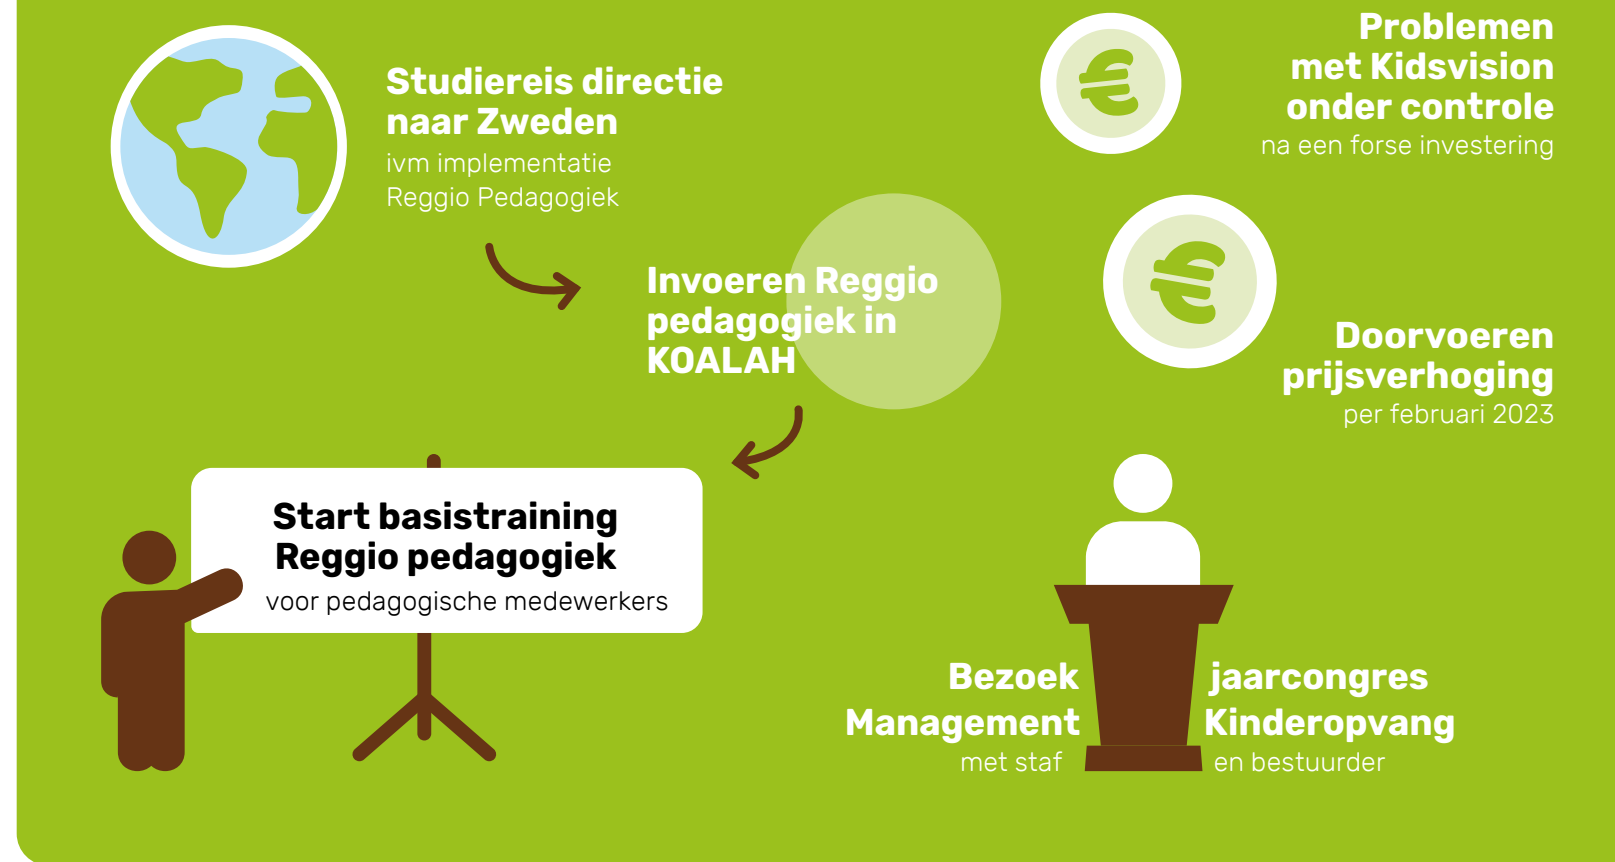 Studiereis directie
naar Zweden
ivm implementatie
Reggio Pedagogiek
Invoeren Reggio
pedagogiek in
KOALAH
Start basistraining
Reggio pedagogiek
voor pedagogische medewerkers
Problemen
met Kidsvision
onder controle
na een forse investering
Doorvoeren
prijsverhoging
per februari 2023
Bezoek jaarcongres
Management Kinderopvang
met staf en bestuurder